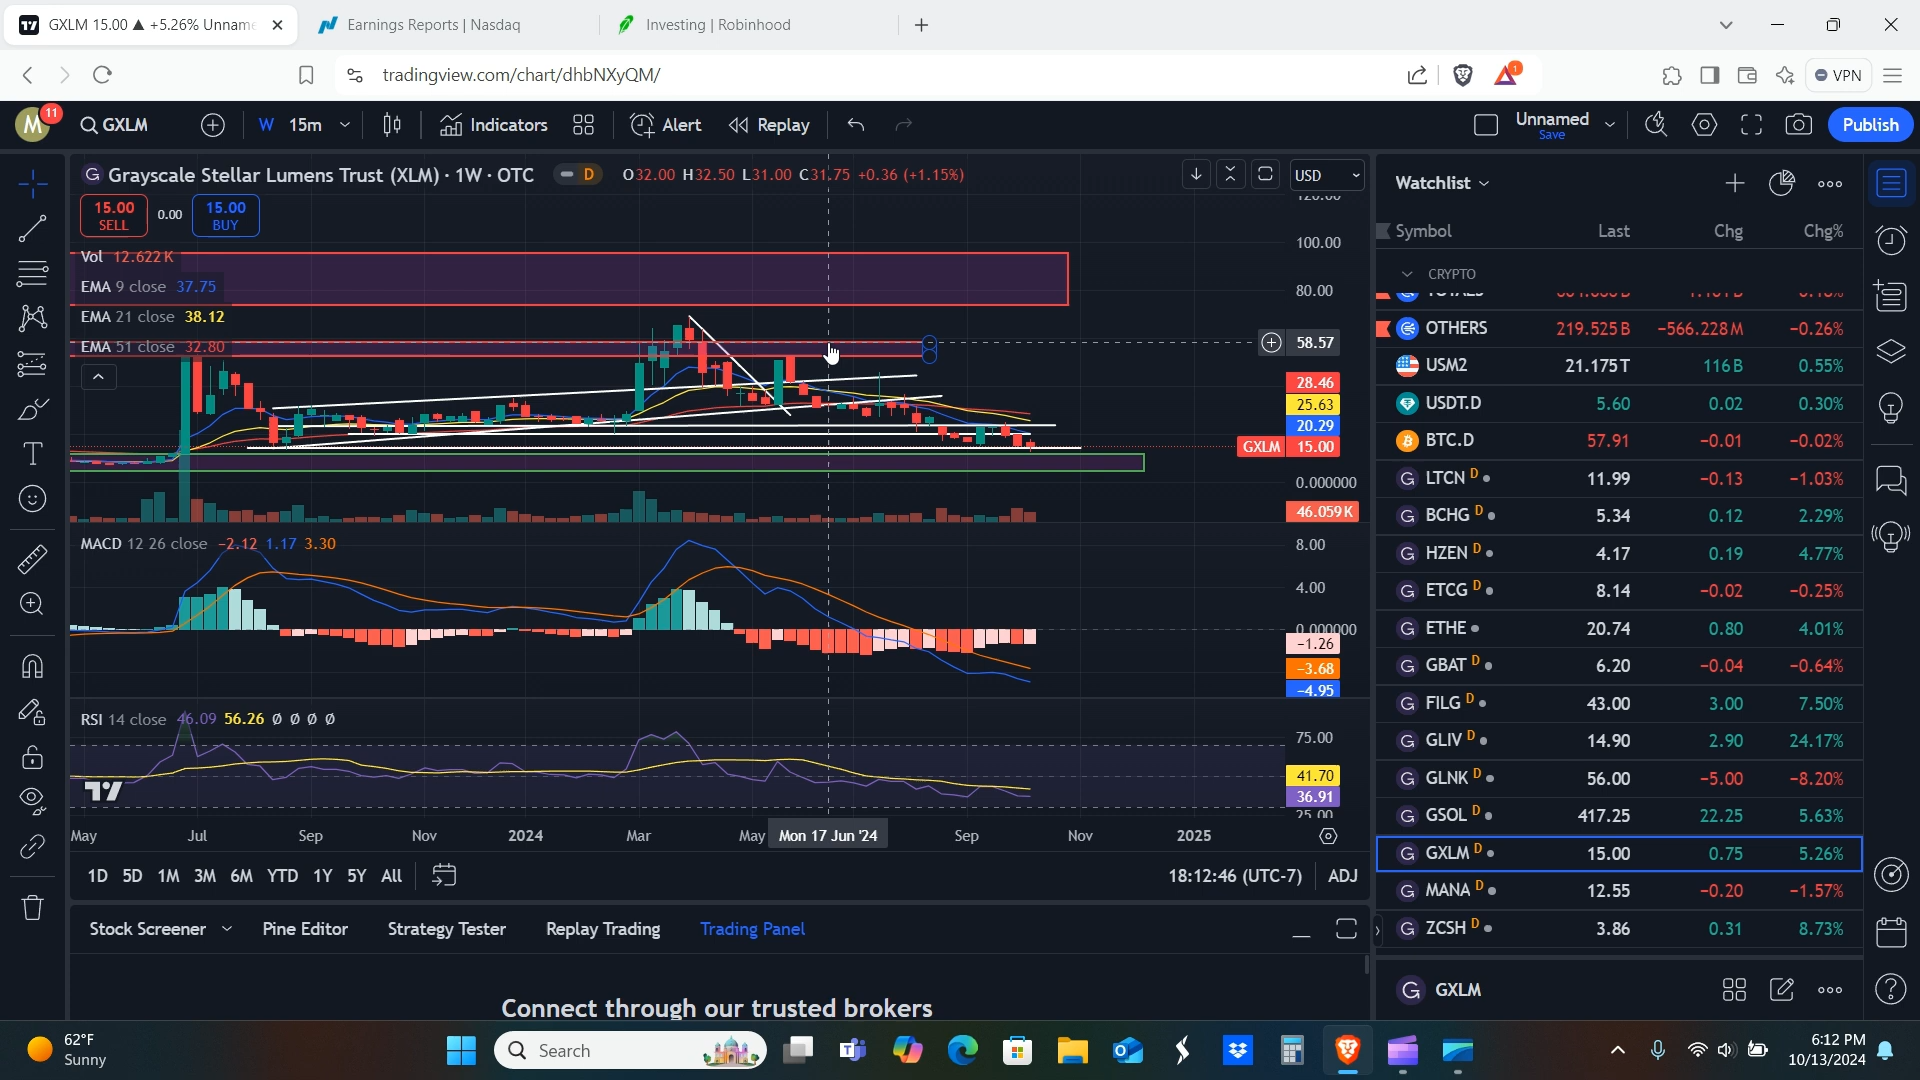 GXLM 15.00 ▲ +5.26% Unname
Earnings Reports | Nasdaq
Investing | Robinhood
tradingview.com/chart/dhbNXyQM/
1
VPN
M
11
GXLM
W
15m
Indicators
Alert
Replay
Unnamed
Save
Publish
Grayscale Stellar Lumens Trust (XLM) · 1W · OTC
D
O32.00 H32.50 L31.00 C31.75 +0.36 (+1.15%)
USD
15.00
SELL
0.00
15.00
BUY
Vol 12.622K
EMA 9 close 37.75
EMA 21 close 38.12
EMA 51 close 32.80
120.00
100.00
80.00
58.57
28.46
25.63
20.29
GXLM 15.00
0.000000
46.059K
MACD 12 26 close −2.12 1.17 3.30
8.00
4.00
0.000000
−1.26
−3.68
−4.95
RSI 14 close 46.09 56.26 Ø Ø Ø Ø
75.00
41.70
36.91
25.00
May Jul Sep Nov 2024 Mar May Mon 17 Jun '24 Sep Nov 2025
1D 5D 1M 3M 6M YTD 1Y 5Y All
18:12:46 (UTC-7)
ADJ
Stock Screener
Pine Editor
Strategy Tester
Replay Trading
Trading Panel
Connect through our trusted brokers
Watchlist
Symbol Last Chg Chg%
CRYPTO
OTHERS 219.525B −566.228M −0.26%
USM2 21.175T 116B 0.55%
USDT.D 5.60 0.02 0.30%
BTC.D 57.91 −0.01 −0.02%
LTCN D 11.99 −0.13 −1.03%
BCHG D 5.34 0.12 2.29%
HZEN D 4.17 0.19 4.77%
ETCG D 8.14 −0.02 −0.25%
ETHE 20.74 0.80 4.01%
GBAT D 6.20 −0.04 −0.64%
FILG D 43.00 3.00 7.50%
GLIV D 14.90 2.90 24.17%
GLNK D 56.00 −5.00 −8.20%
GSOL D 417.25 22.25 5.63%
GXLM D 15.00 0.75 5.26%
MANA D 12.55 −0.20 −1.57%
ZCSH D 3.86 0.31 8.73%
GXLM
62°F
Sunny
Search
6:12 PM
10/13/2024